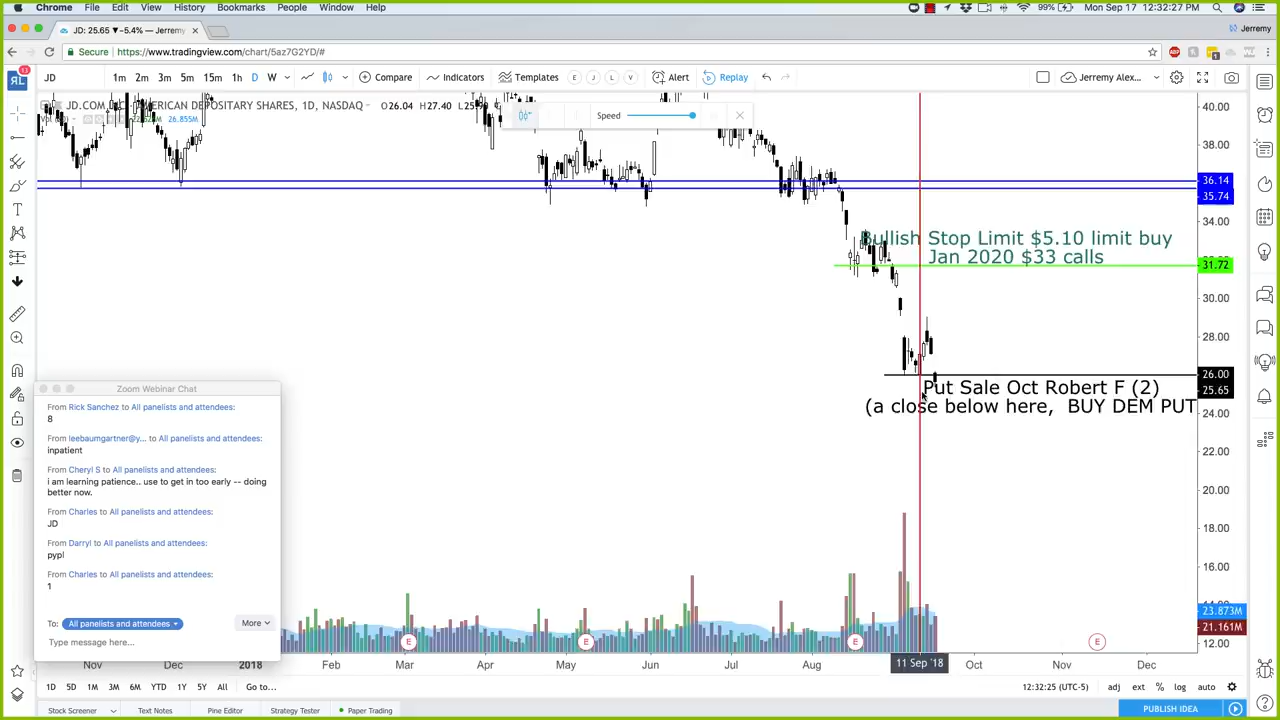 Chrome File Edit View History Bookmarks People Window Help 99% Mon Sep 17 12:32:27 PM
JD: 25.65 ▼−5.4% — Jerremy Jerremy
Secure https://www.tradingview.com/chart/5az7G2YD/#
JD 1m 2m 3m 5m 15m 1h D W Compare Indicators Templates E J L V Alert Replay Jeremy Alex...
JD.COM AMERICAN DEPOSITARY SHARES, 1D, NASDAQ O26.04 H27.40
26.855M
Speed
40.00
38.00
36.14
35.74
34.00
Bullish Stop Limit $5.10 limit buy
Jan 2020 $33 calls
31.72
30.00
28.00
26.00
25.65
Put Sale Oct Robert F (2)
(a close below here, BUY DEM PUT
24.00
22.00
20.00
18.00
16.00
23.873M
21.161M
12.00
Zoom Webinar Chat
From Rick Sanchez to All panelists and attendees:
8
From leebaumgartner@y... to All panelists and attendees:
inpatient
From Cheryl S to All panelists and attendees:
i am learning patience.. use to get in too early -- doing
better now.
From Charles to All panelists and attendees:
JD
From Darryl to All panelists and attendees:
pypl
From Charles to All panelists and attendees:
1
To: All panelists and attendees More
Type message here...
E E E E
Nov Dec 2018 Feb Mar Apr May Jun Jul Aug 11 Sep '18 Oct Nov Dec
1D 5D 1M 3M 6M YTD 1Y 5Y All Go to... 12:32:25 (UTC-5) adj ext % log auto
Stock Screener Text Notes Pine Editor Strategy Tester Paper Trading PUBLISH IDEA